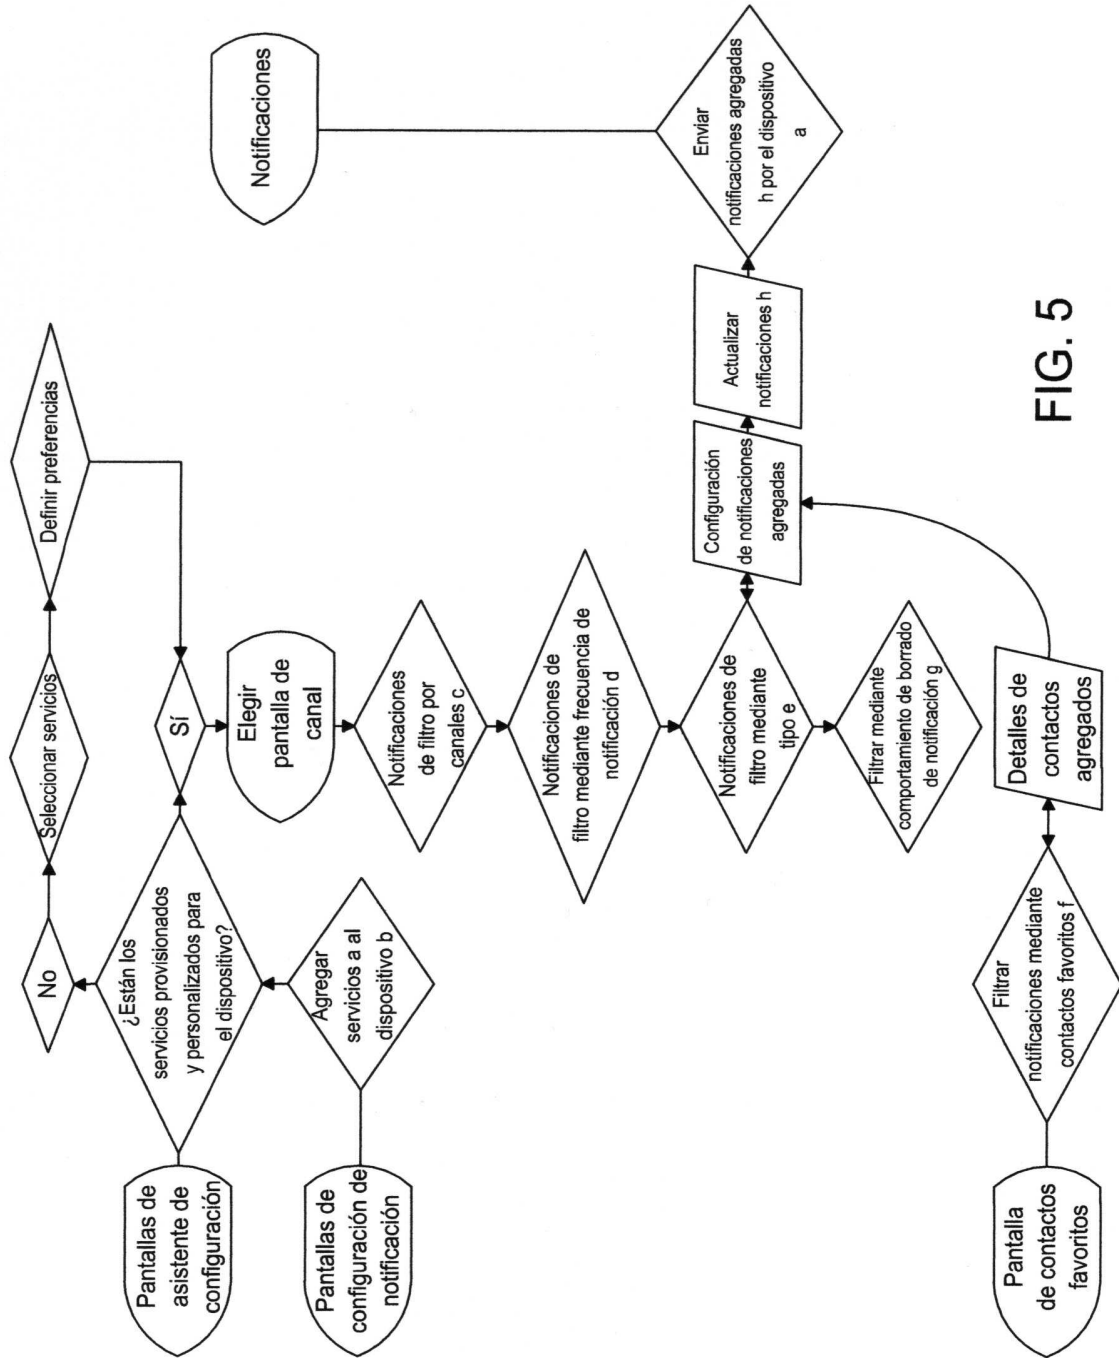 Pantallas de
asistente de
configuración
¿Están los
servicios provisionados
y personalizados para
el dispositivo?
No
Seleccionar servicios
Definir preferencias
Sí
Pantallas de
configuración de
notificación
Agregar
servicios a al
dispositivo b
Elegir
pantalla de
canal
Notificaciones
de filtro por
canales c
Notificaciones de
filtro mediante frecuencia de
notificación d
Notificaciones de
filtro mediante
tipo e
Filtrar mediante
comportamiento de borrado
de notificación g
Configuración
de notificaciones
agregadas
Actualizar
notificaciones h
Enviar
notificaciones agregadas
h por el dispositivo
a
Notificaciones
Pantalla
de contactos
favoritos
Filtrar
notificaciones mediante
contactos favoritos f
Detalles de
contactos
agregados
FIG. 5